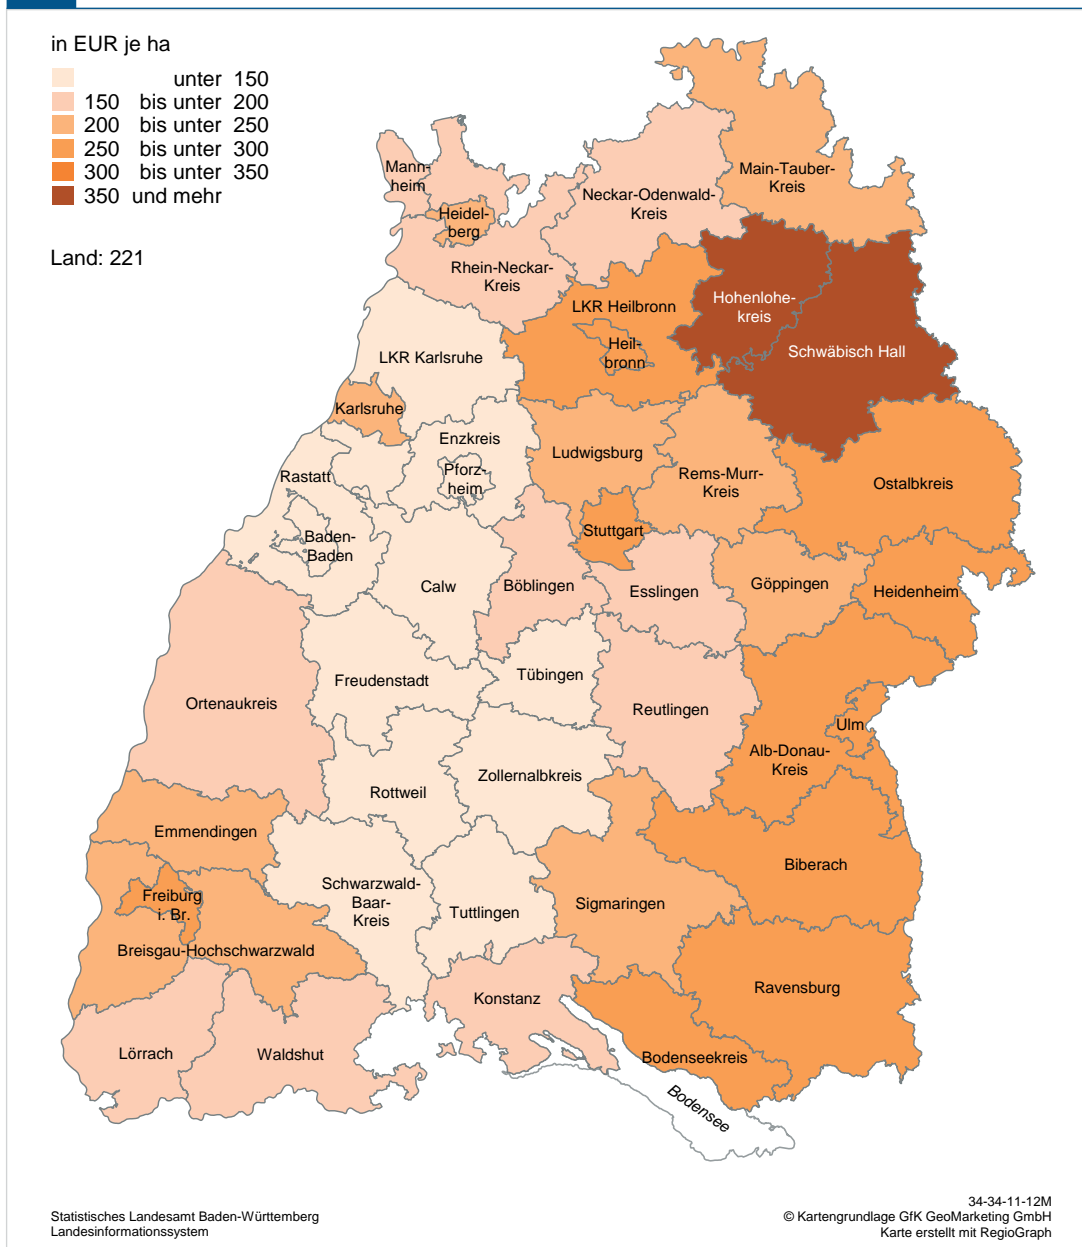 in EUR je ha
unter 150
150 bis unter 200
200 bis unter 250
250 bis unter 300
300 bis unter 350
350 und mehr
Land: 221
Main-Tauber-
Kreis
Mann-
heim
Neckar-Odenwald-
Kreis
Heidel-
berg
Rhein-Neckar-
Kreis
Hohenlohe-
kreis
LKR Heilbronn
Heil-
bronn
Schwäbisch Hall
LKR Karlsruhe
Karlsruhe
Enzkreis
Pforz-
heim
Ludwigsburg
Rems-Murr-
Kreis
Ostalbkreis
Rastatt
Baden-
Baden
Stuttgart
Calw
Böblingen
Esslingen
Göppingen
Heidenheim
Freudenstadt
Tübingen
Ortenaukreis
Reutlingen
Ulm
Alb-Donau-
Kreis
Zollernalbkreis
Rottweil
Emmendingen
Biberach
Schwarzwald-
Baar-
Kreis
Freiburg
i. Br.
Tuttlingen
Sigmaringen
Breisgau-Hochschwarzwald
Ravensburg
Konstanz
Lörrach
Waldshut
Bodenseekreis
Bodensee
34-34-11-12M
Statistisches Landesamt Baden-Württemberg
Landesinformationssystem
© Kartengrundlage GfK GeoMarketing GmbH
Karte erstellt mit RegioGraph